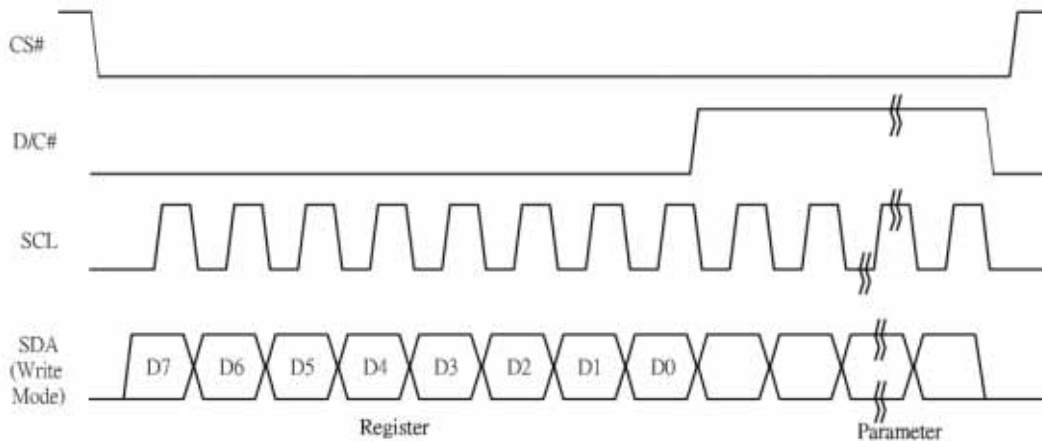 CS#
D/C#
SCL
SDA
(Write
Mode)
D7 D6 D5 D4 D3 D2 D1 D0
Register
Parameter